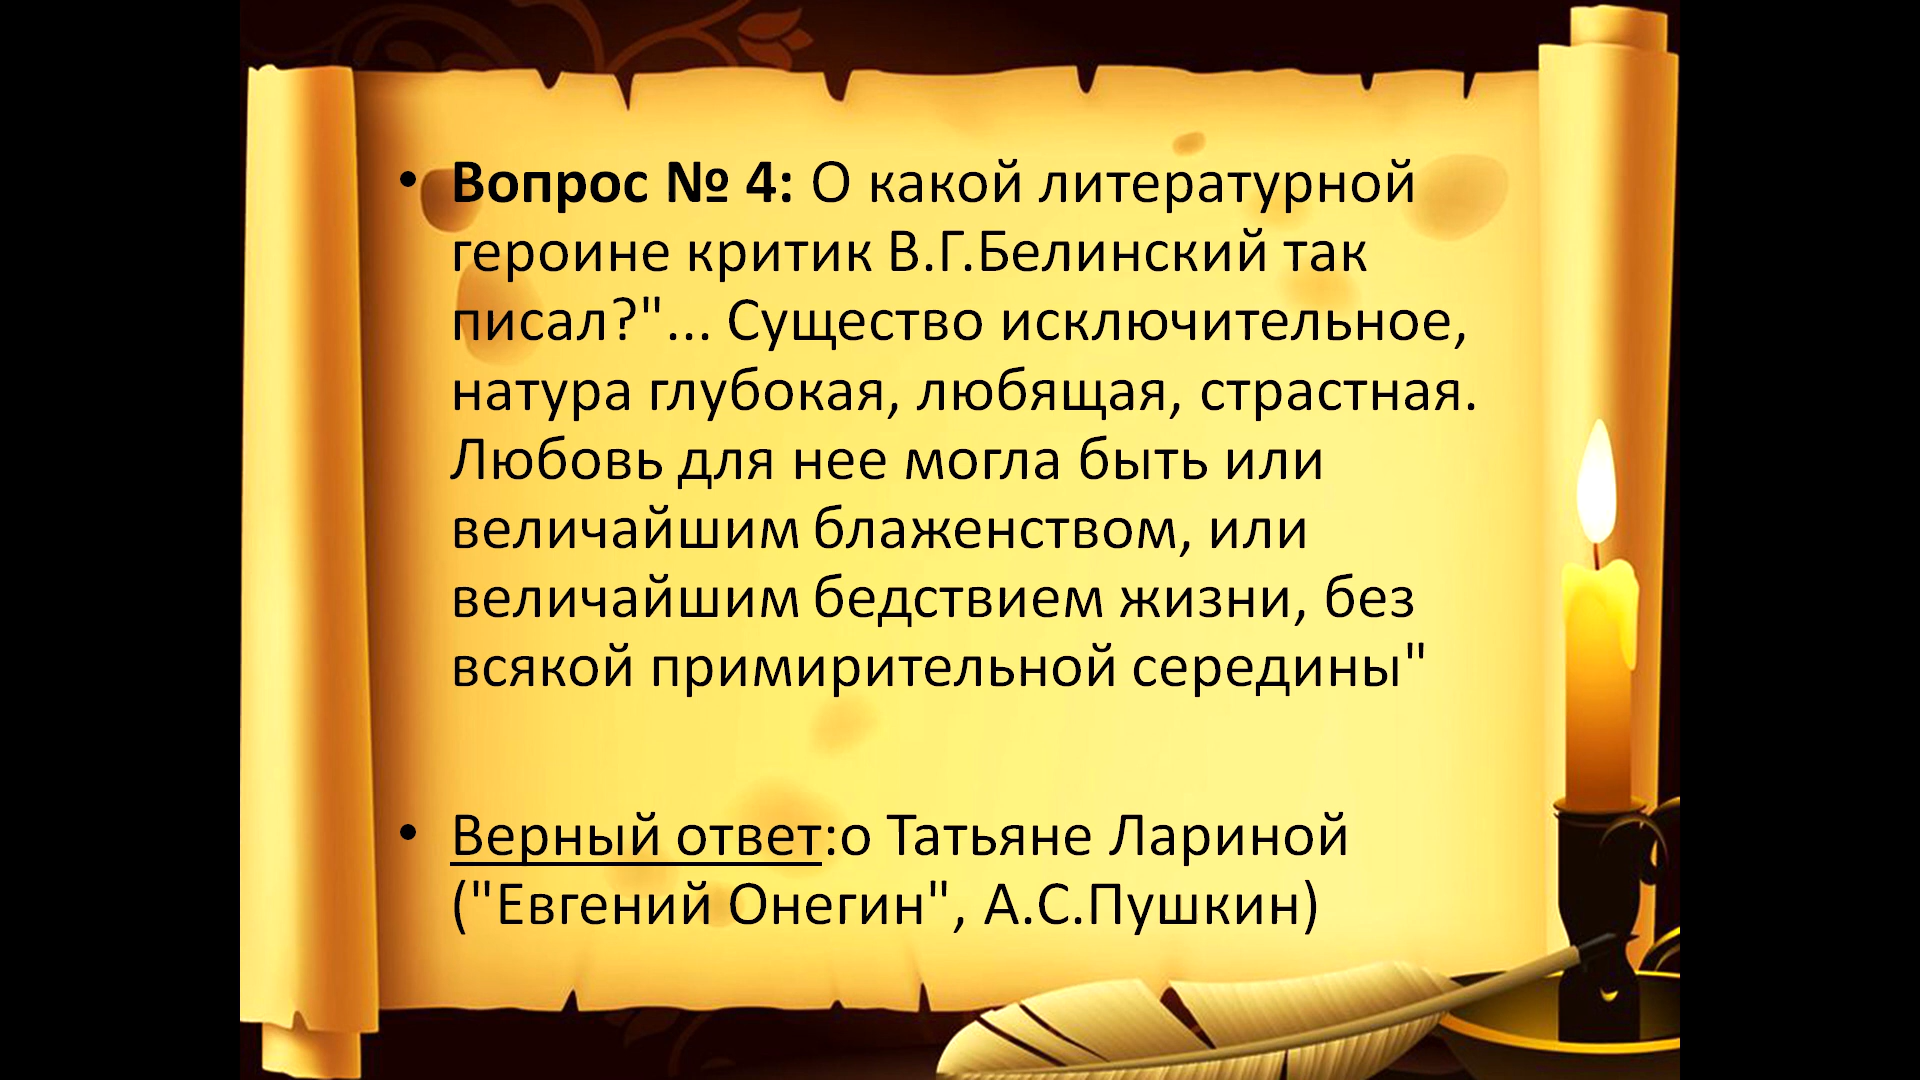 • Вопрос № 4: О какой литературной
героине критик В.Г.Белинский так
писал?"... Существо исключительное,
натура глубокая, любящая, страстная.
Любовь для нее могла быть или
величайшим блаженством, или
величайшим бедствием жизни, без
всякой примирительной середины"
• Верный ответ:о Татьяне Лариной
("Евгений Онегин", А.С.Пушкин)